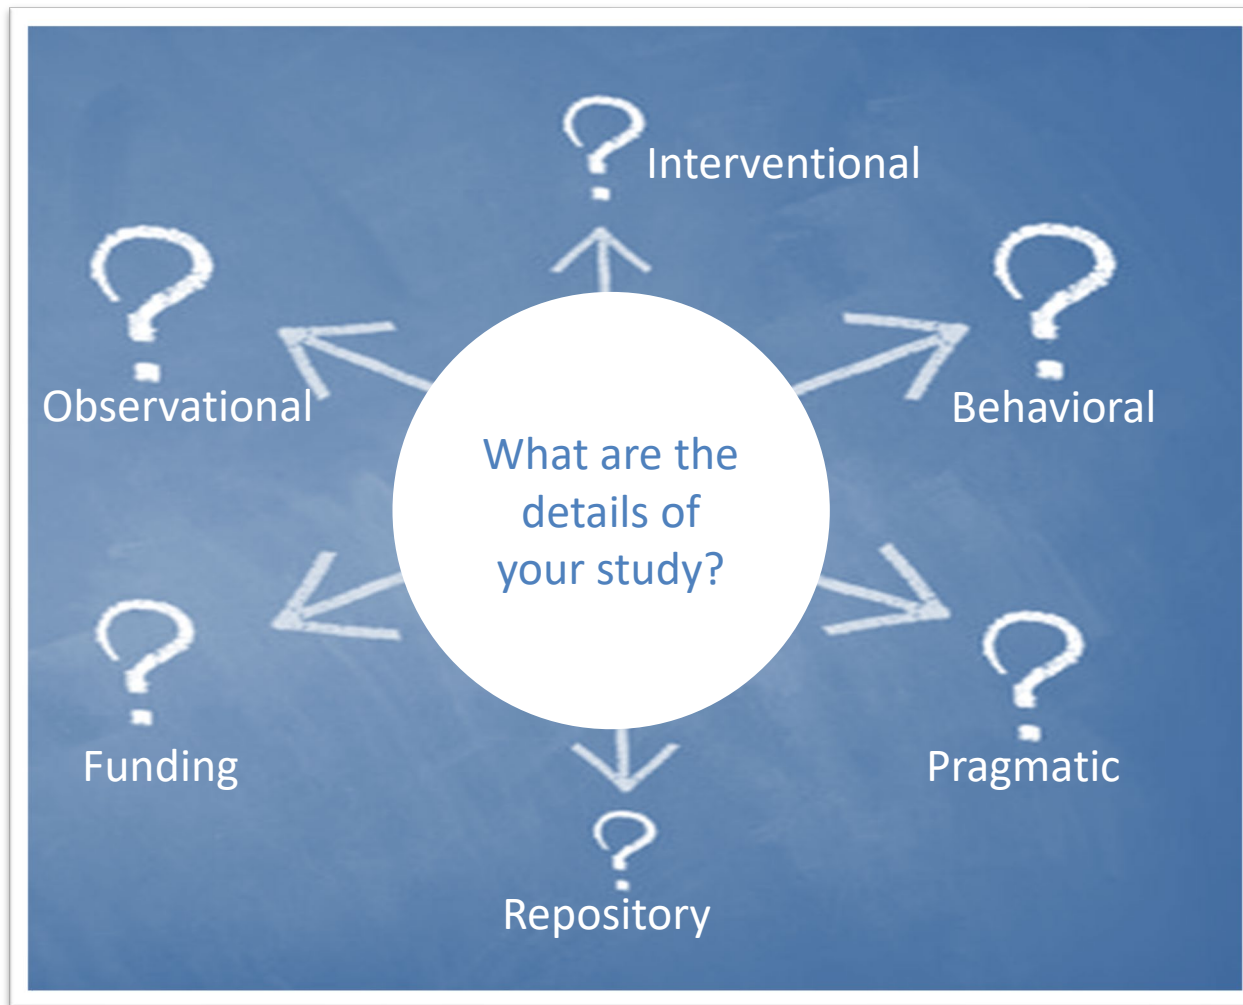 Interventional
Observational
Behavioral
What are the
details of
your study?
Funding
Pragmatic
Repository